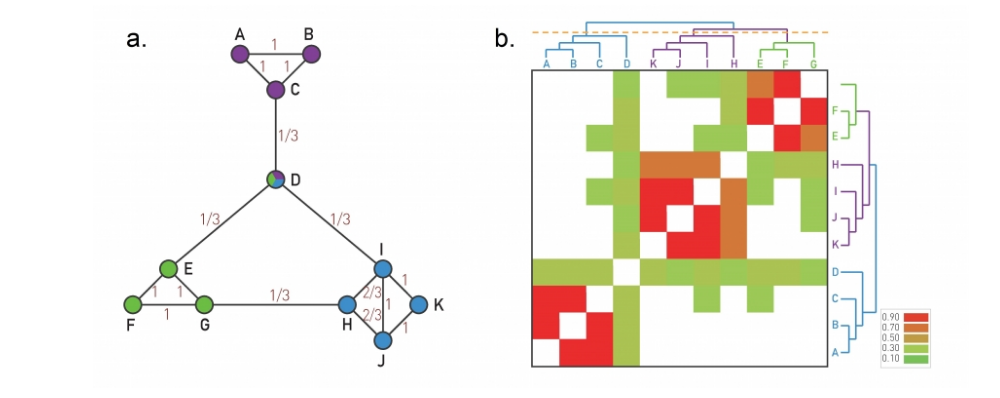 a.
A
B
1
1
1
C
1/3
D
1/3
1/3
E
I
1
1
F
1
G
1/3
H
2/3
2/3
1
1
1
K
J
b.
A B C D K J I H E F G
F
E
H
I
J
K
D
C
B
A
0.90
0.70
0.50
0.30
0.10